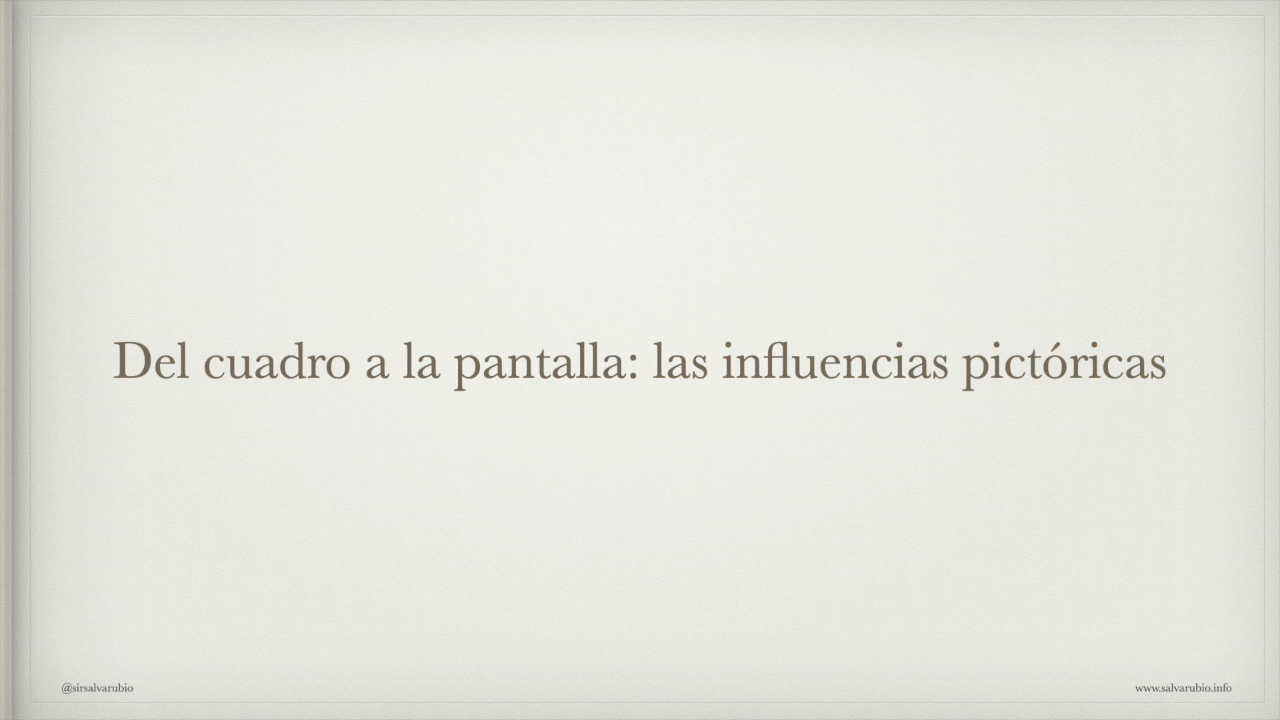 Del cuadro a la pantalla: las influencias pictóricas
@sirsalvarubio
www.salvarubio.info